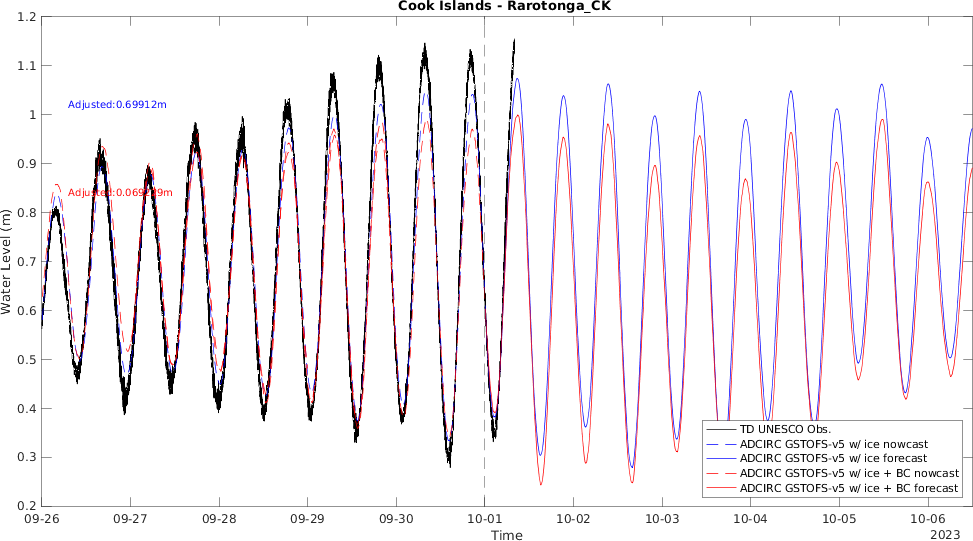 Cook Islands - Rarotonga_CK
1.2
1.1
1
0.9
0.8
0.7
0.6
0.5
0.4
0.3
0.2
Water Level (m)
Adjusted:0.69912m
TD UNESCO Obs.
ADCIRC GSTOFS-v5 w/ ice nowcast
ADCIRC GSTOFS-v5 w/ ice forecast
ADCIRC GSTOFS-v5 w/ ice + BC nowcast
ADCIRC GSTOFS-v5 w/ ice + BC forecast
09-26 09-27 09-28 09-29 09-30 10-01 10-02 10-03 10-04 10-05 10-06
Time
2023